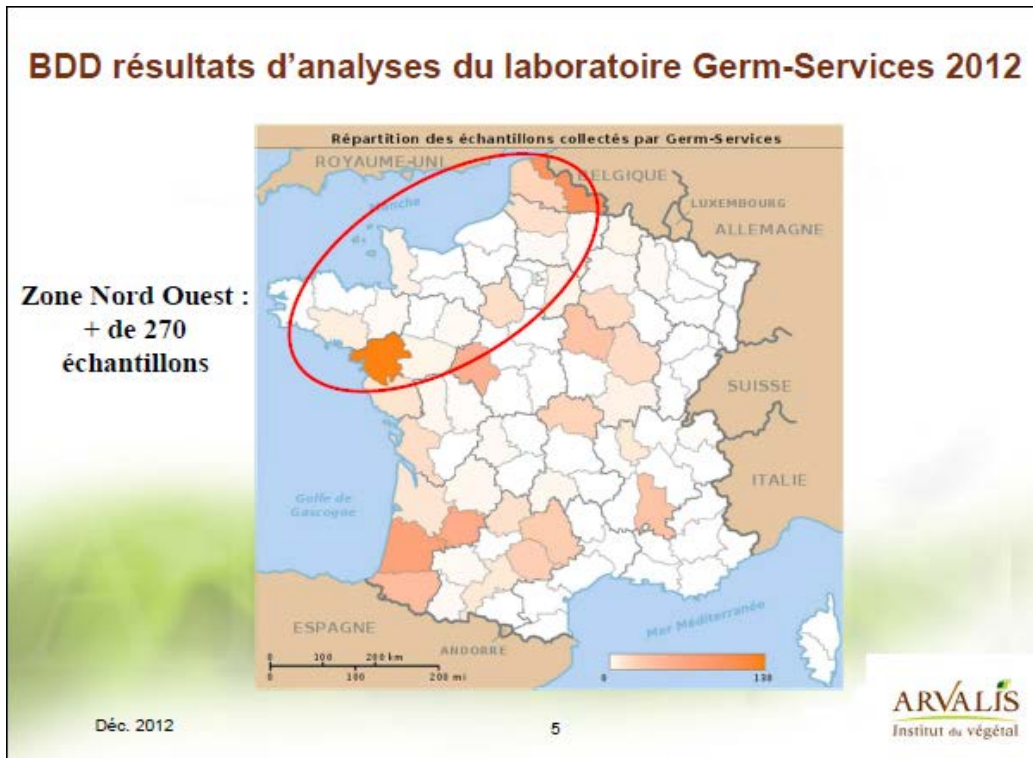 BDD résultats d'analyses du laboratoire Germ-Services 2012
Répartition des échantillons collectés par Germ-Services
ROYAUME-UNI
BELGIQUE
LUXEMBOURG
Manche
ALLEMAGNE
Zone Nord Ouest :
+ de 270
échantillons
SUISSE
ITALIE
Golfe de
Gascogne
Mer Méditerranée
ESPAGNE
ANDORRE
0 100 200 km
0 100 200 mi
0 130
Déc. 2012
5
ARVALIS
Institut du végétal